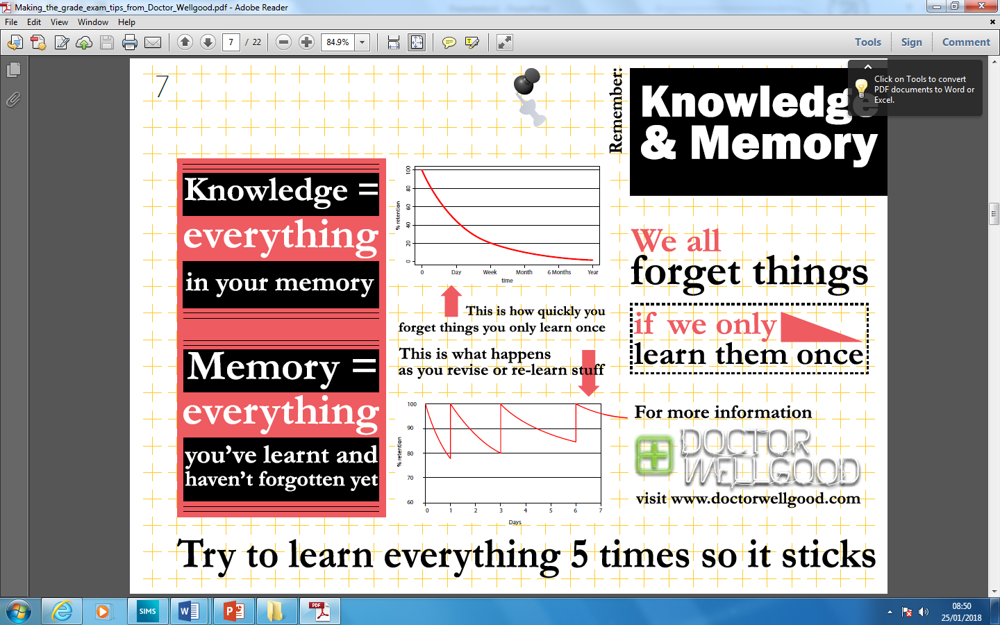 Making_the_grade_exam_tips_from_Doctor_Wellgood.pdf - Adobe Reader
File Edit View Window Help
7 / 22 84.9% Tools Sign Comment
Click on Tools to convert
PDF documents to Word or
Excel.
7
Remember:
Knowledge
& Memory
Knowledge =
everything
in your memory
Memory =
everything
you've learnt and
haven't forgotten yet
100
80
60
40
20
0
% retention
0 Day Week Month 6 Months Year
time
This is how quickly you
forget things you only learn once
This is what happens
as you revise or re-learn stuff
100
90
80
70
60
% retention
0 1 2 3 4 5 6 7
Days
We all
forget things
if we only
learn them once
For more information
DOCTOR
WELLGOOD
visit www.doctorwellgood.com
Try to learn everything 5 times so it sticks
SIMS
PDF
08:50
25/01/2018